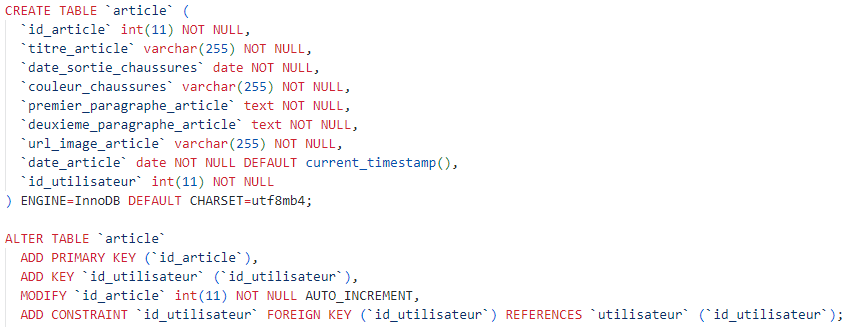 CREATE TABLE `article` (
  `id_article` int(11) NOT NULL,
  `titre_article` varchar(255) NOT NULL,
  `date_sortie_chaussures` date NOT NULL,
  `couleur_chaussures` varchar(255) NOT NULL,
  `premier_paragraphe_article` text NOT NULL,
  `deuxieme_paragraphe_article` text NOT NULL,
  `url_image_article` varchar(255) NOT NULL,
  `date_article` date NOT NULL DEFAULT current_timestamp(),
  `id_utilisateur` int(11) NOT NULL
) ENGINE=InnoDB DEFAULT CHARSET=utf8mb4;

ALTER TABLE `article`
  ADD PRIMARY KEY (`id_article`),
  ADD KEY `id_utilisateur` (`id_utilisateur`),
  MODIFY `id_article` int(11) NOT NULL AUTO_INCREMENT,
  ADD CONSTRAINT `id_utilisateur` FOREIGN KEY (`id_utilisateur`) REFERENCES `utilisateur` (`id_utilisateur`);